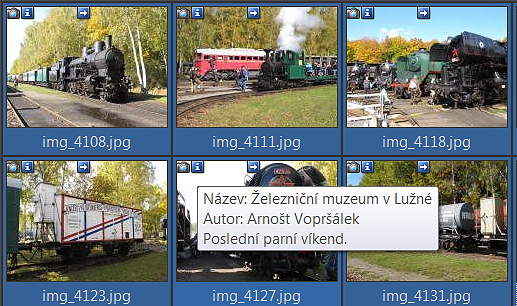 img_4108.jpg
img_4111.jpg
img_4118.jpg
Název: Železniční muzeum v Lužné
Autor: Arnošt Vopršálek
Poslední parní víkend.
img_4123.jpg
img_4127.jpg
img_4131.jpg